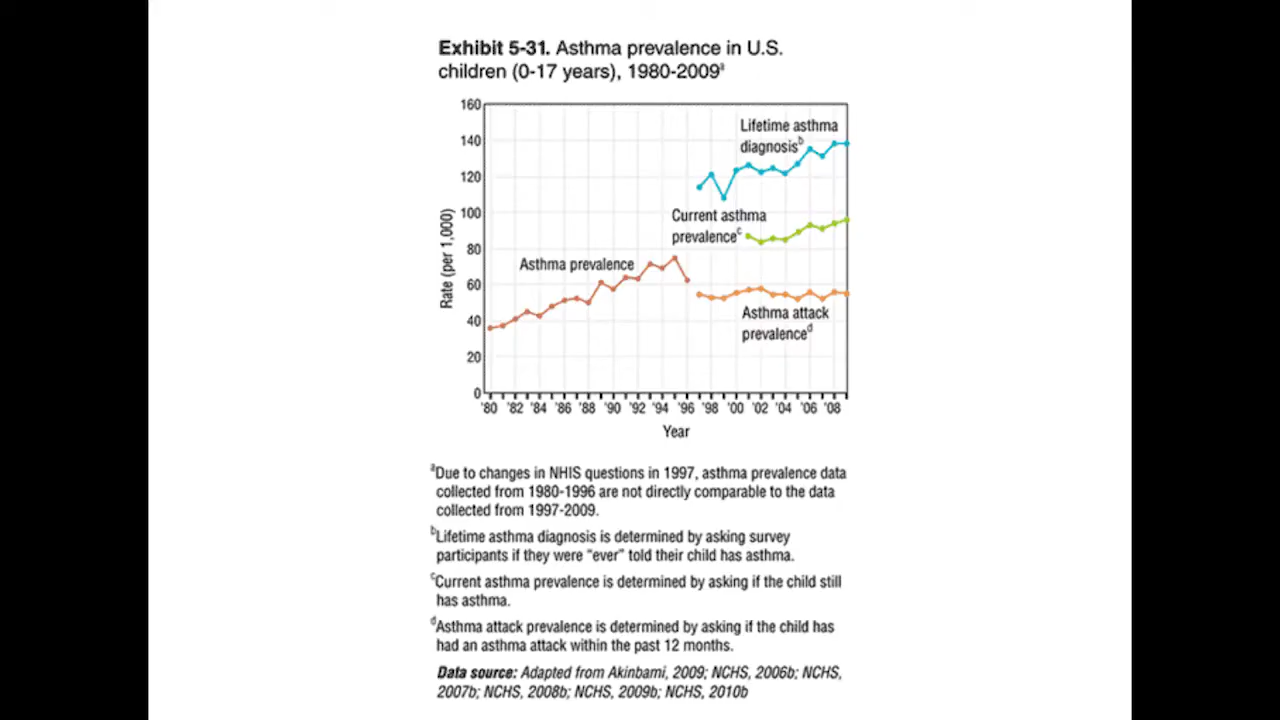 Exhibit 5-31. Asthma prevalence in U.S.
children (0-17 years), 1980-2009ᵃ
160
140
120
100
80
60
40
20
0
Rate (per 1,000)
Lifetime asthma
diagnosisᵇ
Current asthma
prevalenceᶜ
Asthma prevalence
Asthma attack
prevalenceᵈ
'80 '82 '84 '86 '88 '90 '92 '94 '96 '98 '00 '02 '04 '06 '08
Year
ᵃDue to changes in NHIS questions in 1997, asthma prevalence data
collected from 1980-1996 are not directly comparable to the data
collected from 1997-2009.
ᵇLifetime asthma diagnosis is determined by asking survey
participants if they were “ever” told their child has asthma.
ᶜCurrent asthma prevalence is determined by asking if the child still
has asthma.
ᵈAsthma attack prevalence is determined by asking if the child has
had an asthma attack within the past 12 months.
Data source: Adapted from Akinbami, 2009; NCHS, 2006b; NCHS,
2007b; NCHS, 2008b; NCHS, 2009b; NCHS, 2010b